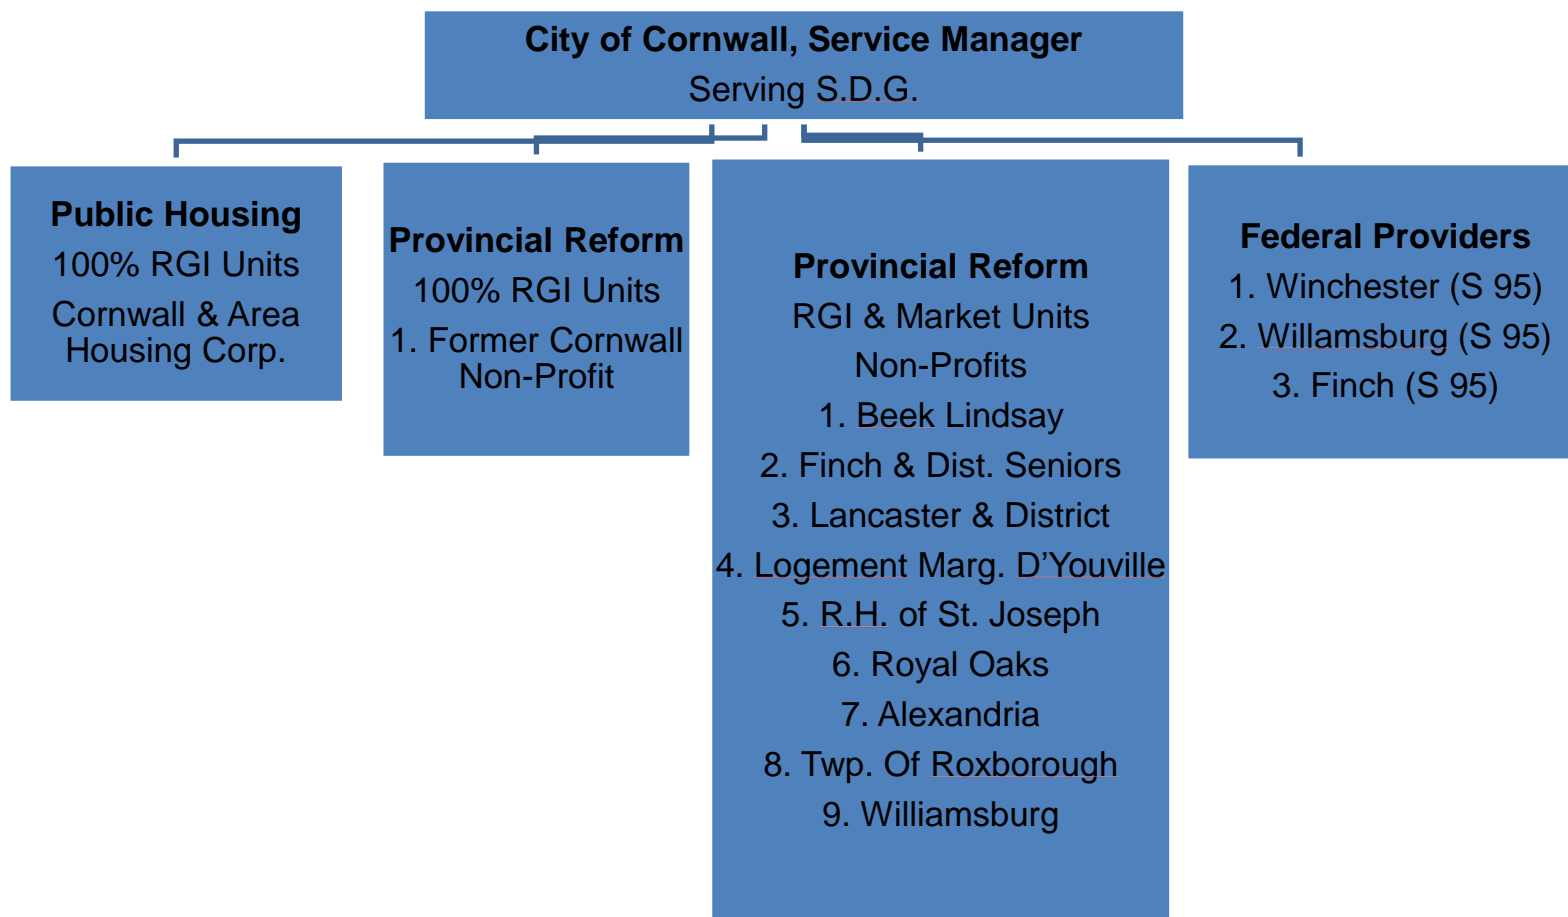 City of Cornwall, Service Manager
Serving S.D.G.
Public Housing
100% RGI Units
Cornwall & Area
Housing Corp.
Provincial Reform
100% RGI Units
1. Former Cornwall
Non-Profit
Provincial Reform
RGI & Market Units
Non-Profits
1. Beek Lindsay
2. Finch & Dist. Seniors
3. Lancaster & District
4. Logement Marg. D’Youville
5. R.H. of St. Joseph
6. Royal Oaks
7. Alexandria
8. Twp. Of Roxborough
9. Williamsburg
Federal Providers
1. Winchester (S 95)
2. Willamsburg (S 95)
3. Finch (S 95)